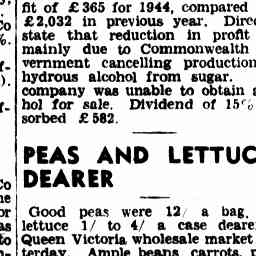 fit of £365 for 1944, compared
£2,032 in previous year. Direc
state that reduction in profit
mainly due to Commonwealth
vernment cancelling production
hydrous alcohol from sugar.
company was unable to obtain a
hol for sale. Dividend of 15%
sorbed £582.
PEAS AND LETTUC
DEARER
Good peas were 12/ a bag,
lettuce 1/ to 4/ a case deare
Queen Victoria wholesale market
terday. Ample beans, carrots, p